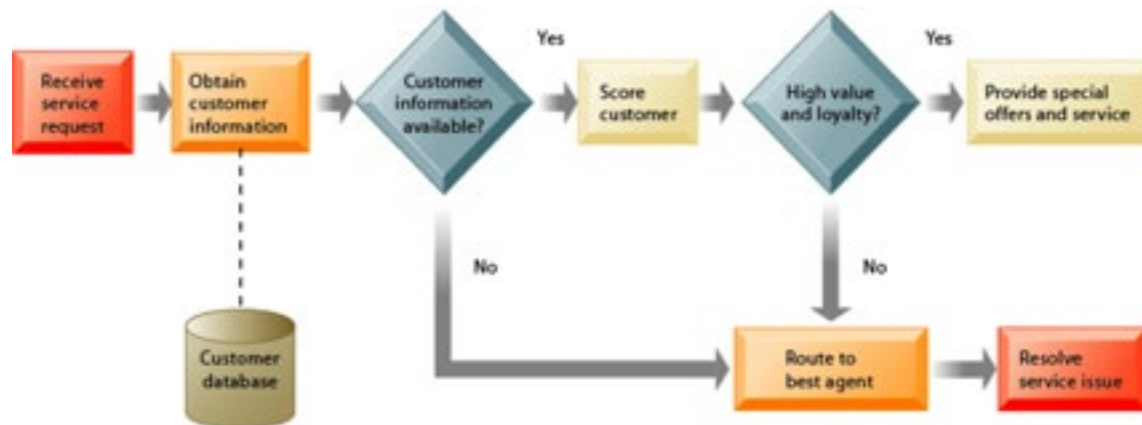 Receive
service
request
Obtain
customer
information
Customer
information
available?
Yes
Score
customer
High value
and loyalty?
Yes
Provide special
offers and service
No
No
Customer
database
Route to
best agent
Resolve
service issue